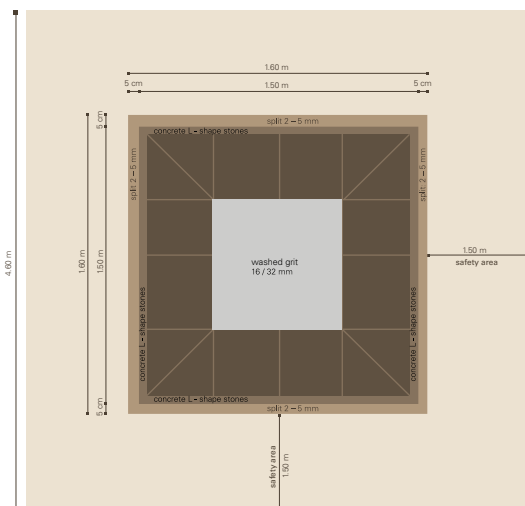 1.60 m
5 cm
1.50 m
5 cm
5 cm
split 2 – 5 mm
concrete L – shape stones
split 2 – 5 mm
split 2 – 5 mm
4.60 m
1.60 m
1.50 m
washed grit
16 / 32 mm
1.50 m
safety area
concrete L – shape stones
concrete L – shape stones
concrete L – shape stones
split 2 – 5 mm
5 cm
safety area
1.50 m